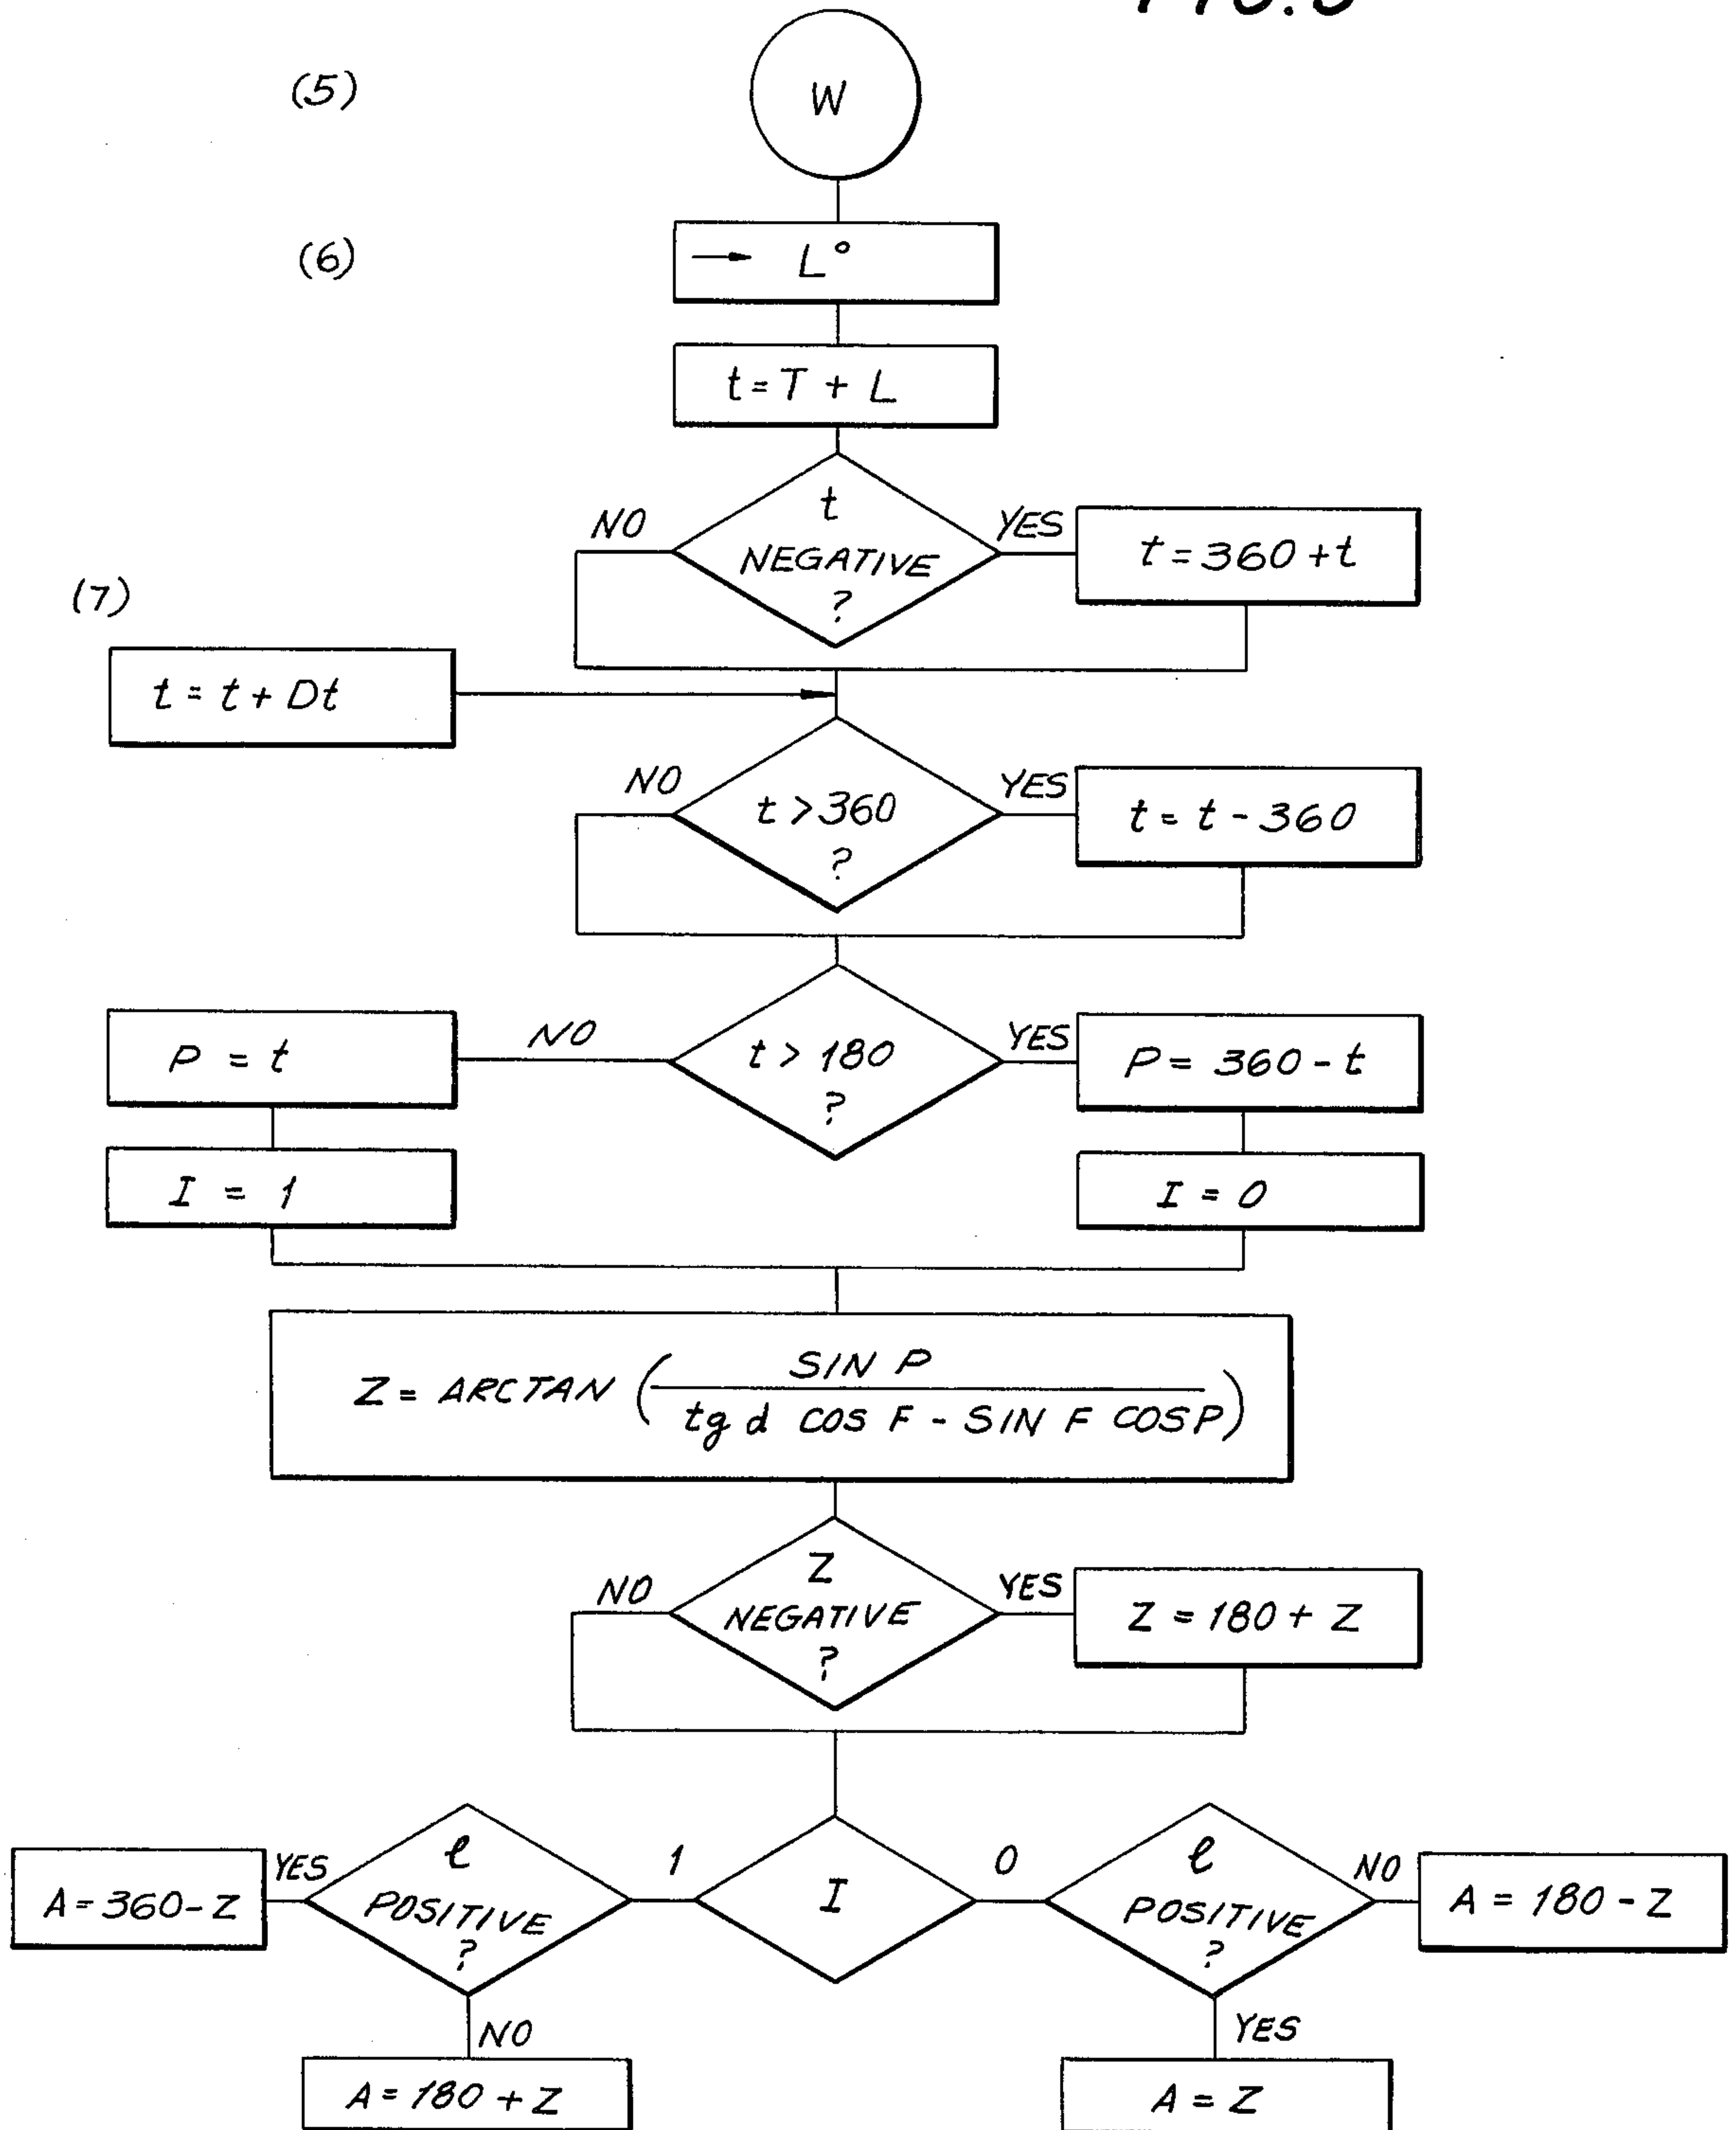 (5)
W
(6)
→ L°
t = T + L
t
NEGATIVE
?
NO
YES
t = 360 + t
(7)
t = t + Dt
NO
t > 360
?
YES
t = t - 360
P = t
NO
t > 180
?
YES
P = 360 - t
I = 1
I = 0
Z = ARCTAN ( SIN P / tg d COS F - SIN F COS P )
NO
Z
NEGATIVE
?
YES
Z = 180 + Z
A = 360 - Z
YES
ℓ
POSITIVE
?
1
I
0
ℓ
POSITIVE
?
NO
A = 180 - Z
NO
YES
A = 180 + Z
A = Z